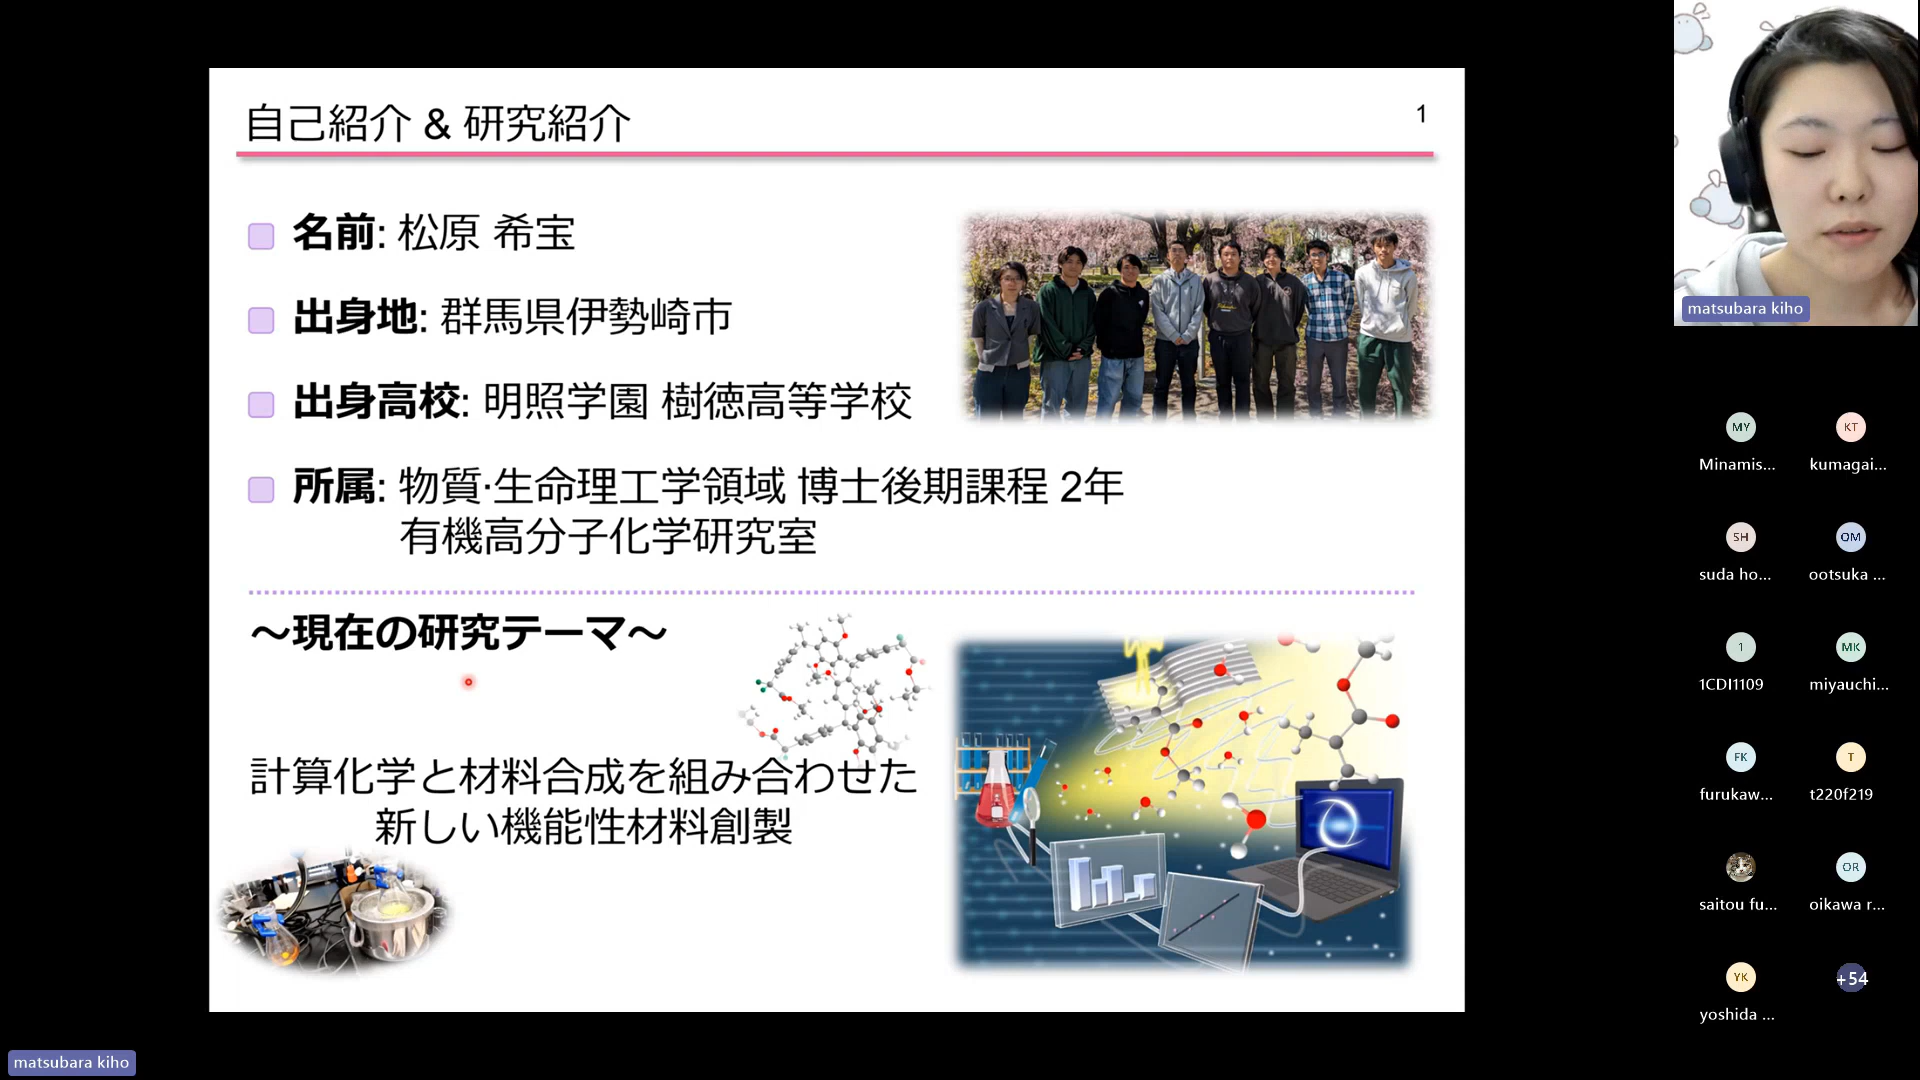 自己紹介 & 研究紹介
1
名前: 松原 希宝
出身地: 群馬県伊勢崎市
出身高校: 明照学園 樹徳高等学校
所属: 物質·生命理工学領域 博士後期課程 2年
有機高分子化学研究室
～現在の研究テーマ～
計算化学と材料合成を組み合わせた
新しい機能性材料創製
matsubara kiho
MY
KT
Minamis...
kumagai...
SH
OM
suda ho...
ootsuka ...
1
MK
1CDI1109
miyauchi...
FK
T
furukaw...
t220f219
OR
saitou fu...
oikawa r...
YK
+54
yoshida ...
matsubara kiho